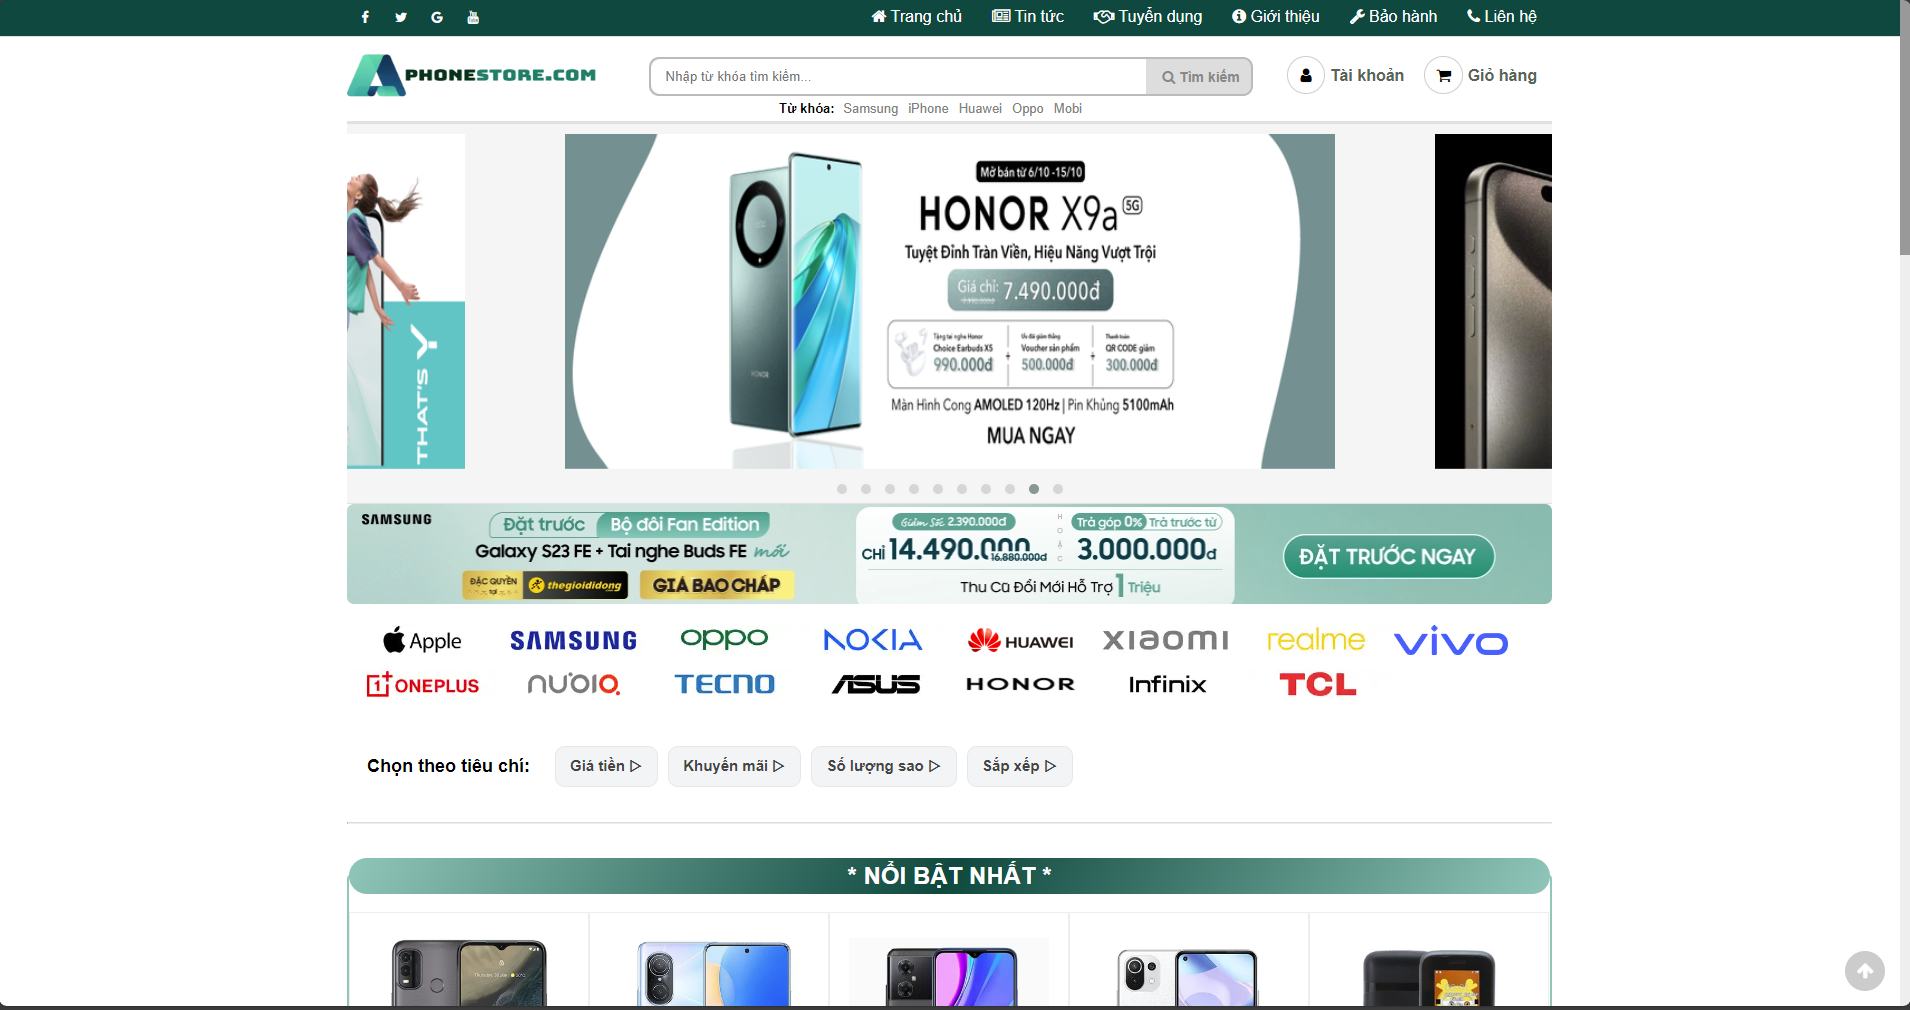 Trang chủ Tin tức Tuyển dụng Giới thiệu Bảo hành Liên hệ
APHONESTORE.COM
Nhập từ khóa tìm kiếm...
Tìm kiếm
Tài khoản
Giỏ hàng
Từ khóa: Samsung iPhone Huawei Oppo Mobi
THAT'S Y
Mở bán từ 6/10 -15/10
HONOR X9a 5G
Tuyệt Đỉnh Tràn Viền, Hiệu Năng Vượt Trội
Giá chỉ: 7.490.000đ
Tặng tai nghe Honor
Choice Earbuds X5
990.000đ
+
Ưu đãi giảm thẳng
Voucher sản phẩm
500.000đ
+
Thanh toán
QR CODE giảm
300.000đ
Màn Hình Cong AMOLED 120Hz | Pin Khủng 5100mAh
MUA NGAY
HONOR
SAMSUNG
Đặt trước Bộ đôi Fan Edition
Galaxy S23 FE + Tai nghe Buds FE mới
ĐẶC QUYỀN
tại
thegioididong.com
GIÁ BAO CHÁP
Giảm Sốc 2.390.000đ
CHỈ 14.490.000
16.880.000đ
HOẶC
Trả góp 0% Trả trước từ
3.000.000đ
Thu Cũ Đổi Mới Hỗ Trợ 1 Triệu
ĐẶT TRƯỚC NGAY
Apple SAMSUNG oppo NOKIA HUAWEI xiaomi realme vivo
ONEPLUS nubia TECNO ASUS HONOR Infinix TCL
Chọn theo tiêu chí: Giá tiền ▷ Khuyến mãi ▷ Số lượng sao ▷ Sắp xếp ▷
* NỔI BẬT NHẤT *